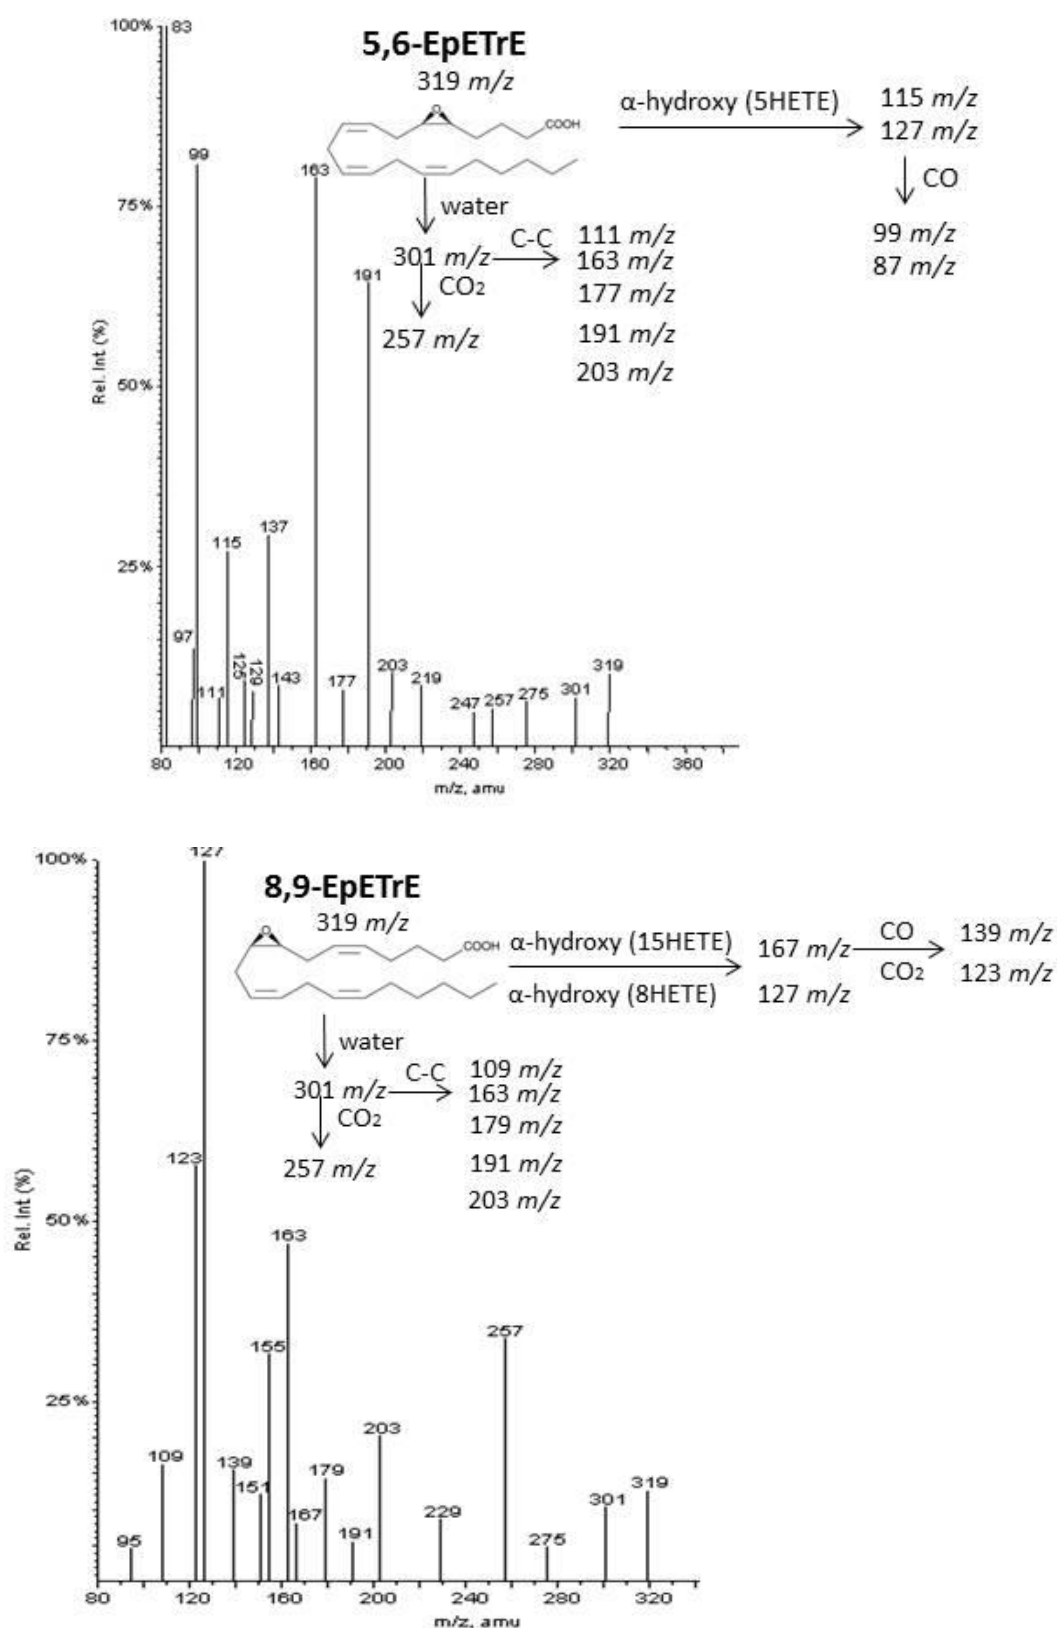 100%
83
5,6-EpETrE
319 m/z
O
COOH
α-hydroxy (5HETE)
115 m/z
127 m/z
CO
99 m/z
87 m/z
99
163
75%
water
301 m/z
C-C
111 m/z
163 m/z
177 m/z
191 m/z
203 m/z
CO2
257 m/z
191
Rel. Int (%)
50%
137
115
25%
97
111
125
129
143
177
203
219
247
257
275
301
319
80 120 160 200 240 280 320 360
m/z, amu
100%
127
8,9-EpETrE
319 m/z
O
COOH
α-hydroxy (15HETE)
167 m/z
CO
139 m/z
CO2
123 m/z
α-hydroxy (8HETE)
127 m/z
75%
water
301 m/z
C-C
109 m/z
163 m/z
179 m/z
191 m/z
203 m/z
CO2
257 m/z
123
Rel. Int (%)
50%
163
257
155
25%
203
109
139
151
167
179
191
229
275
301
319
95
80 120 160 200 240 280 320
m/z, amu